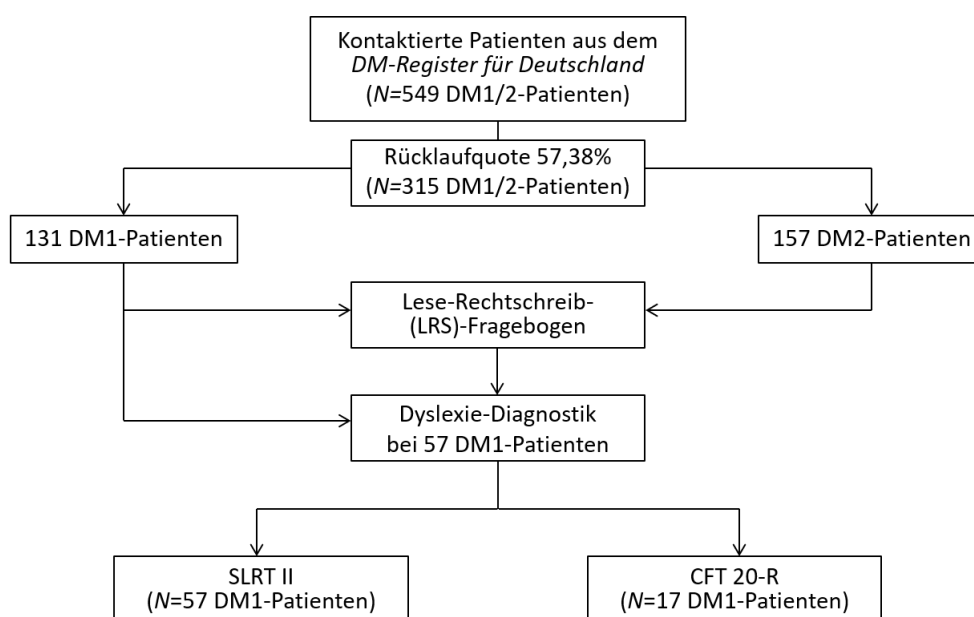 Kontaktierte Patienten aus dem
DM-Register für Deutschland
(N=549 DM1/2-Patienten)
Rücklaufquote 57,38%
(N=315 DM1/2-Patienten)
131 DM1-Patienten
157 DM2-Patienten
Lese-Rechtschreib-
(LRS)-Fragebogen
Dyslexie-Diagnostik
bei 57 DM1-Patienten
SLRT II
(N=57 DM1-Patienten)
CFT 20-R
(N=17 DM1-Patienten)